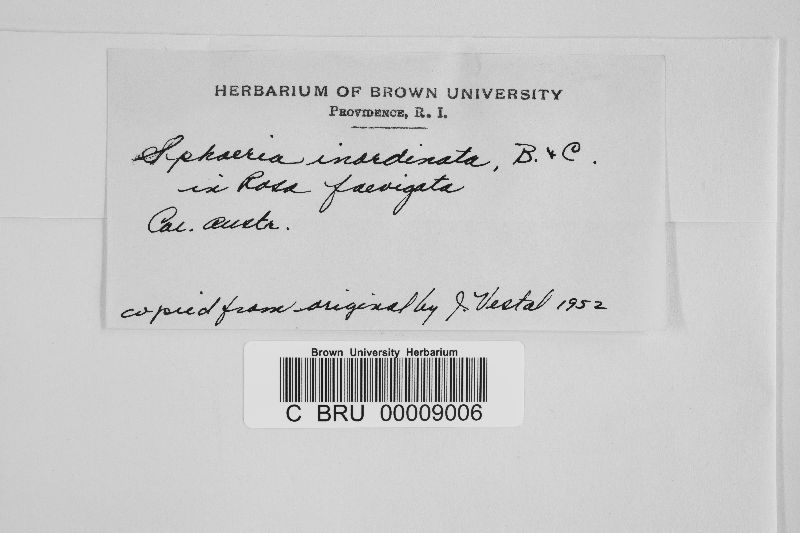 HERBARIUM OF BROWN UNIVERSITY
PROVIDENCE, R. I.
Sphaeria inordinata, B. & C.
in Rosa faevigata
Car. austr.
copied from original by J. Vestal 1952
Brown University Herbarium
C BRU 00009006